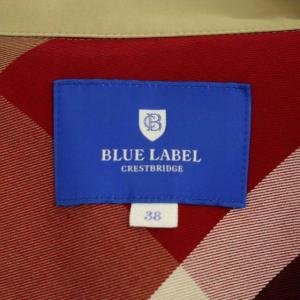 CB
BLUE LABEL
CRESTBRIDGE
38